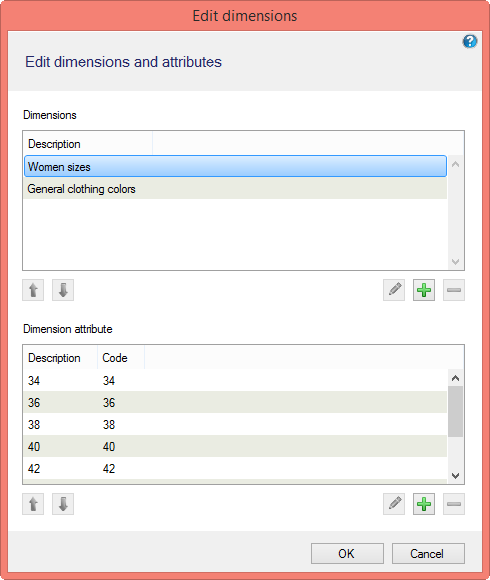 Edit dimensions
?
Edit dimensions and attributes
Dimensions
Description
Women sizes
General clothing colors
Dimension attribute
Description Code
34 34
36 36
38 38
40 40
42 42
OK Cancel